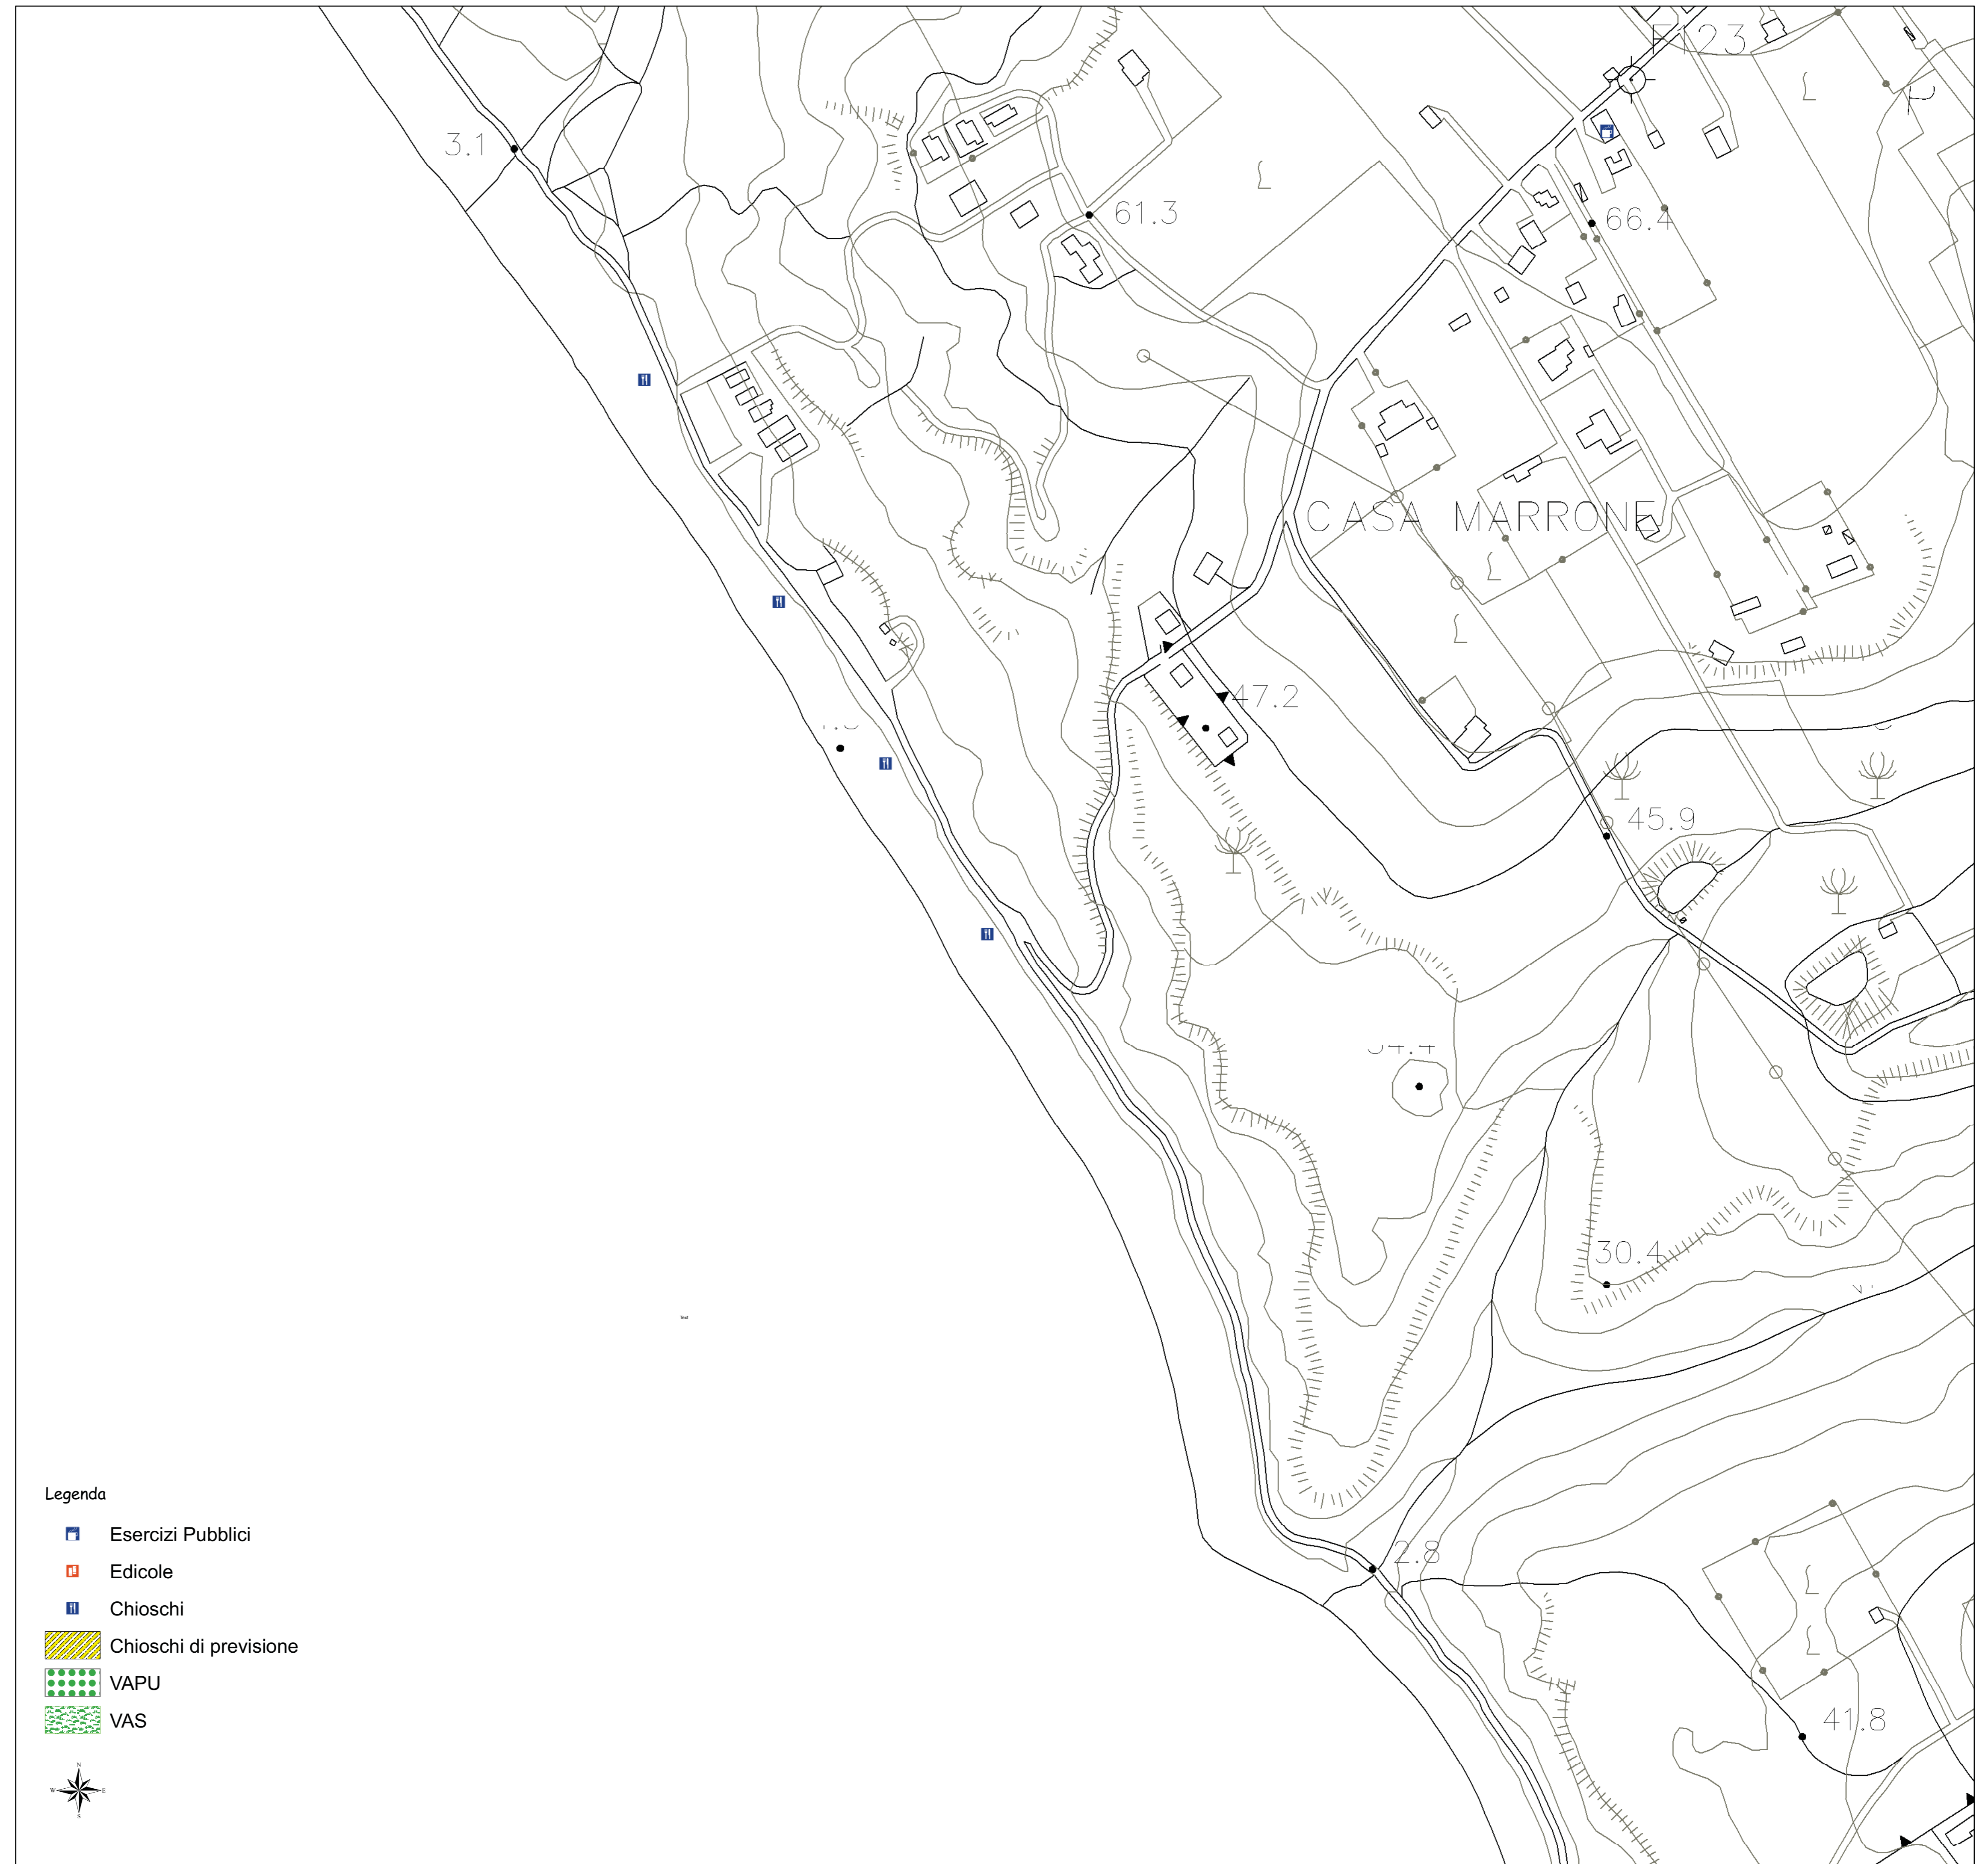 F123
3.1
61.3
66.4
CASA MARRONE
47.2
45.9
30.4
Text
2.8
41.8
Legenda
Esercizi Pubblici
Edicole
Chioschi
Chioschi di previsione
VAPU
VAS
N
W E
S